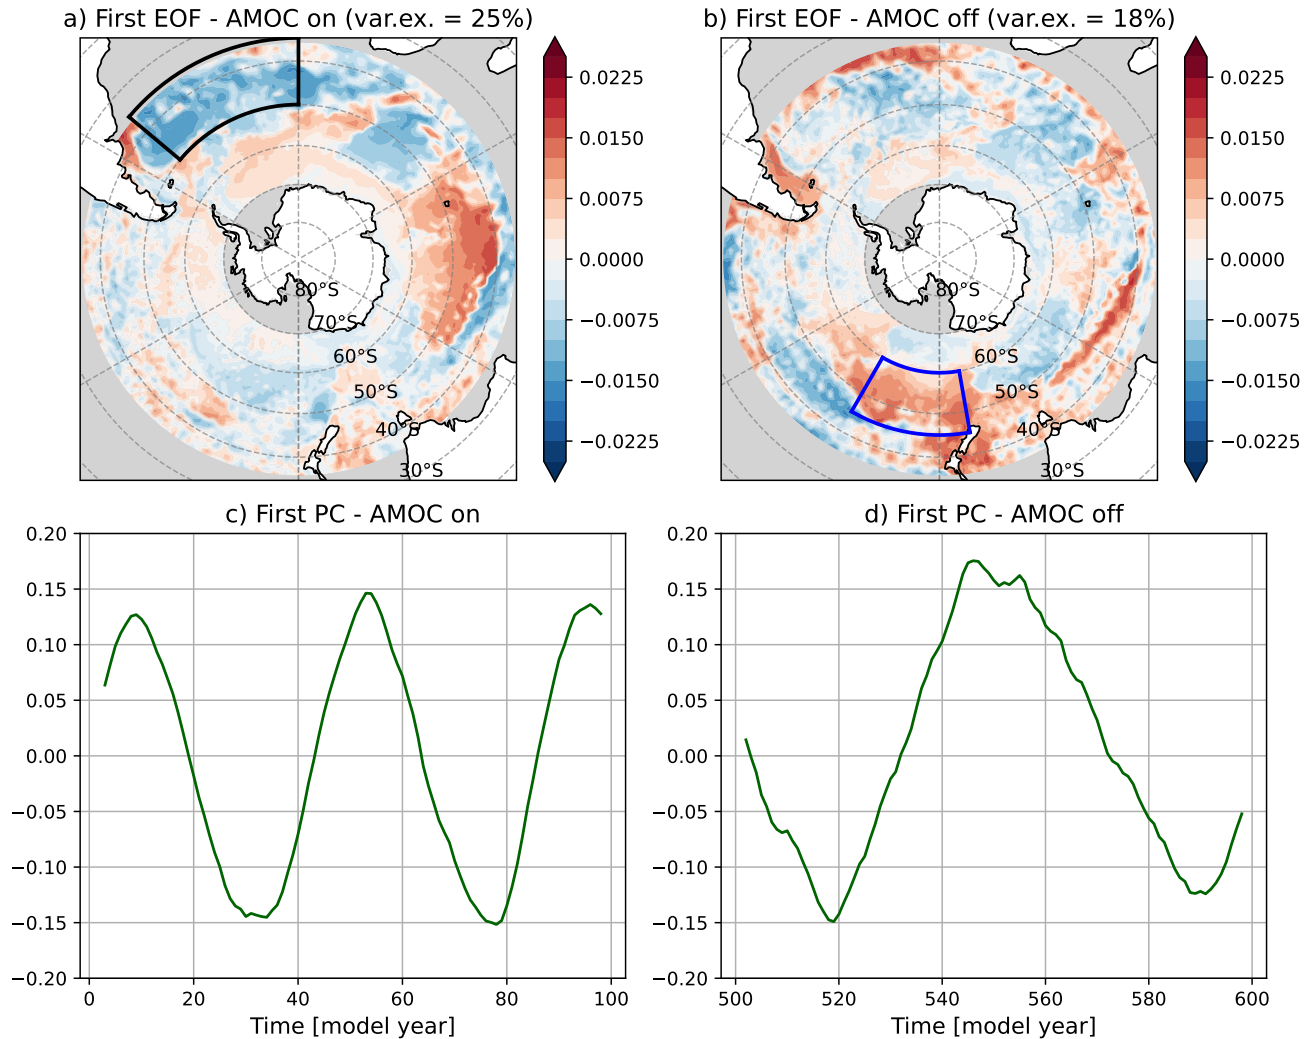 a) First EOF - AMOC on (var.ex. = 25%)
b) First EOF - AMOC off (var.ex. = 18%)
0.0225
0.0150
0.0075
0.0000
−0.0075
−0.0150
−0.0225
80°S
70°S
60°S
50°S
40°S
30°S
0.0225
0.0150
0.0075
0.0000
−0.0075
−0.0150
−0.0225
80°S
70°S
60°S
50°S
40°S
30°S
c) First PC - AMOC on
0.20
0.15
0.10
0.05
0.00
−0.05
−0.10
−0.15
−0.20
0 20 40 60 80 100
Time [model year]
d) First PC - AMOC off
0.20
0.15
0.10
0.05
0.00
−0.05
−0.10
−0.15
−0.20
500 520 540 560 580 600
Time [model year]